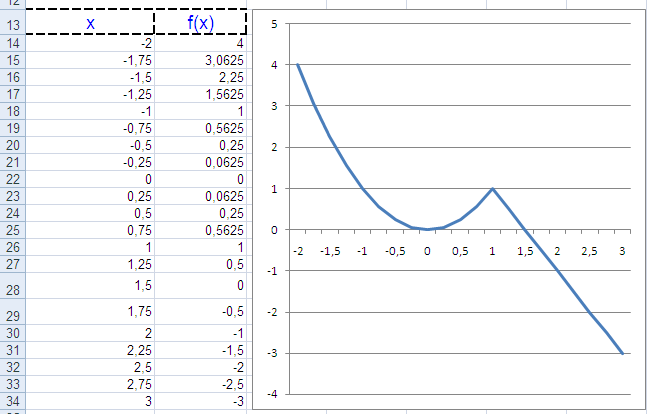 12
13 x f(x)
14 -2 4
15 -1,75 3,0625
16 -1,5 2,25
17 -1,25 1,5625
18 -1 1
19 -0,75 0,5625
20 -0,5 0,25
21 -0,25 0,0625
22 0 0
23 0,25 0,0625
24 0,5 0,25
25 0,75 0,5625
26 1 1
27 1,25 0,5
28 1,5 0
29 1,75 -0,5
30 2 -1
31 2,25 -1,5
32 2,5 -2
33 2,75 -2,5
34 3 -3
5
4
3
2
1
0
-2 -1,5 -1 -0,5 0 0,5 1 1,5 2 2,5 3
-1
-2
-3
-4